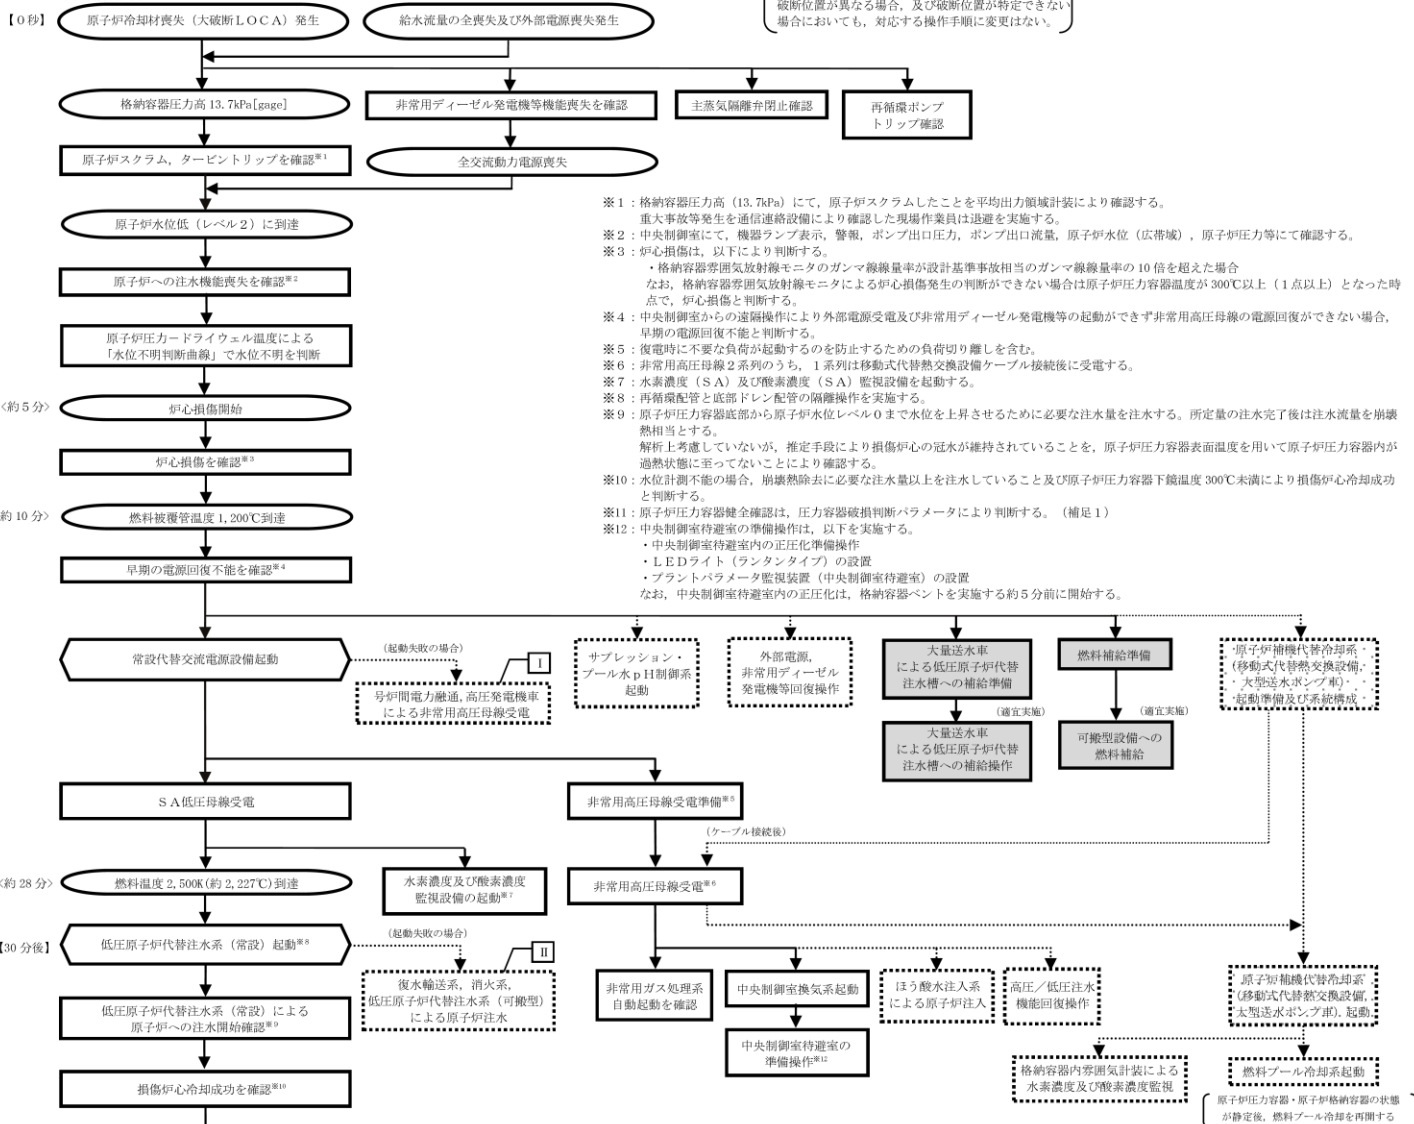 破断位置が異なる場合，及び破断位置が特定できない
場合においても，対応する操作手順に変更はない。
【０秒】
原子炉冷却材喪失（大破断ＬＯＣＡ）発生
給水流量の全喪失及び外部電源喪失発生
格納容器圧力高 13.7kPa[gage]
非常用ディーゼル発電機等機能喪失を確認
主蒸気隔離弁閉止確認
再循環ポンプ
トリップ確認
原子炉スクラム，タービントリップを確認※1
全交流動力電源喪失
原子炉水位低（レベル２）に到達
原子炉への注水機能喪失を確認※2
原子炉圧力－ドライウェル温度による
「水位不明判断曲線」で水位不明を判断
<約５分>
炉心損傷開始
炉心損傷を確認※3
約 10 分>
燃料被覆管温度 1,200℃到達
早期の電源回復不能を確認※4
※１：格納容器圧力高（13.7kPa）にて，原子炉スクラムしたことを平均出力領域計装により確認する。
重大事故等発生を通信連絡設備により確認した現場作業員は退避を実施する。
※２：中央制御室にて，機器ランプ表示，警報，ポンプ出口圧力，ポンプ出口流量，原子炉水位（広帯域），原子炉圧力等にて確認する。
※３：炉心損傷は，以下により判断する。
・格納容器雰囲気放射線モニタのガンマ線線量率が設計基準事故相当のガンマ線線量率の 10 倍を超えた場合
なお，格納容器雰囲気放射線モニタによる炉心損傷発生の判断ができない場合は原子炉圧力容器温度が 300℃以上（１点以上）となった時
点で，炉心損傷と判断する。
※４：中央制御室からの遠隔操作により外部電源受電及び非常用ディーゼル発電機等の起動ができず非常用高圧母線の電源回復ができない場合，
早期の電源回復不能と判断する。
※５：復電時に不要な負荷が起動するのを防止するための負荷切り離しを含む。
※６：非常用高圧母線２系列のうち，１系列は移動式代替熱交換設備ケーブル接続後に受電する。
※７：水素濃度（ＳＡ）及び酸素濃度（ＳＡ）監視設備を起動する。
※８：再循環配管と底部ドレン配管の隔離操作を実施する。
※９：原子炉圧力容器底部から原子炉水位レベル０まで水位を上昇させるために必要な注水量を注水する。所定量の注水完了後は注水流量を崩壊
熱相当とする。
解析上考慮していないが，推定手段により損傷炉心の冠水が維持されていることを，原子炉圧力容器表面温度を用いて原子炉圧力容器内が
過熱状態に至ってないことにより確認する。
※10：水位計測不能の場合，崩壊熱除去に必要な注水量以上を注水していること及び原子炉圧力容器下鏡温度 300℃未満により損傷炉心冷却成功
と判断する。
※11：原子炉圧力容器健全確認は，圧力容器破損判断パラメータにより判断する。（補足１）
※12：中央制御室待避室の準備操作は，以下を実施する。
・中央制御室待避室内の正圧化準備操作
・ＬＥＤライト（ランタンタイプ）の設置
・プラントパラメータ監視装置（中央制御室待避室）の設置
なお，中央制御室待避室内の正圧化は，格納容器ベントを実施する約５分前に開始する。
常設代替交流電源設備起動
（起動失敗の場合）
Ⅰ
号炉間電力融通，高圧発電機車
による非常用高圧母線受電
サプレッション・
プール水ｐＨ制御系
起動
外部電源，
非常用ディーゼル
発電機等回復操作
大量送水車
による低圧原子炉代替
注水槽への補給準備
（適宜実施）
大量送水車
による低圧原子炉代替
注水槽への補給操作
燃料補給準備
（適宜実施）
可搬型設備への
燃料補給
原子炉補機代替冷却系
（移動式代替熱交換設備，
大型送水ポンプ車）
起動準備及び系統構成
ＳＡ低圧母線受電
非常用高圧母線受電準備※5
（ケーブル接続後）
<約 28 分>
燃料温度 2,500K(約 2,227℃)到達
水素濃度及び酸素濃度
監視設備の起動※7
非常用高圧母線受電※6
【30 分後】
低圧原子炉代替注水系（常設）起動※8
（起動失敗の場合）
Ⅱ
復水輸送系，消火系，
低圧原子炉代替注水系（可搬型）
による原子炉注水
非常用ガス処理系
自動起動を確認
中央制御室換気系起動
ほう酸水注入系
による原子炉注入
高圧／低圧注水
機能回復操作
原子炉補機代替冷却系
（移動式代替熱交換設備，
大型送水ポンプ車）起動
低圧原子炉代替注水系（常設）による
原子炉への注水開始確認※9
中央制御室待避室の
準備操作※12
格納容器内雰囲気計装による
水素濃度及び酸素濃度監視
燃料プール冷却系起動
損傷炉心冷却成功を確認※10
原子炉圧力容器・原子炉格納容器の状態
が静定後，燃料プール冷却を再開する